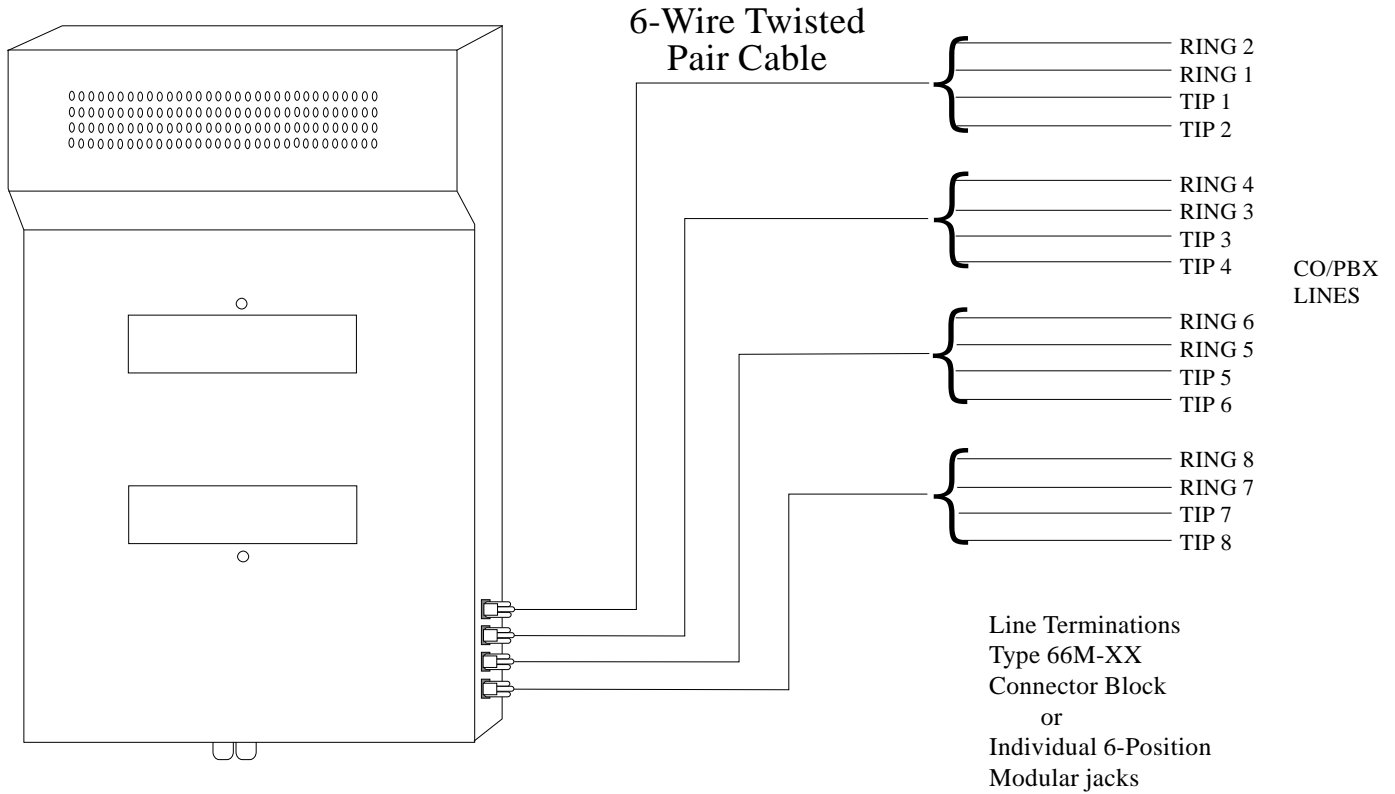 6-Wire Twisted
Pair Cable
RING 2
RING 1
TIP 1
TIP 2
RING 4
RING 3
TIP 3
TIP 4
CO/PBX
LINES
RING 6
RING 5
TIP 5
TIP 6
RING 8
RING 7
TIP 7
TIP 8
Line Terminations
Type 66M-XX
Connector Block
or
Individual 6-Position
Modular jacks